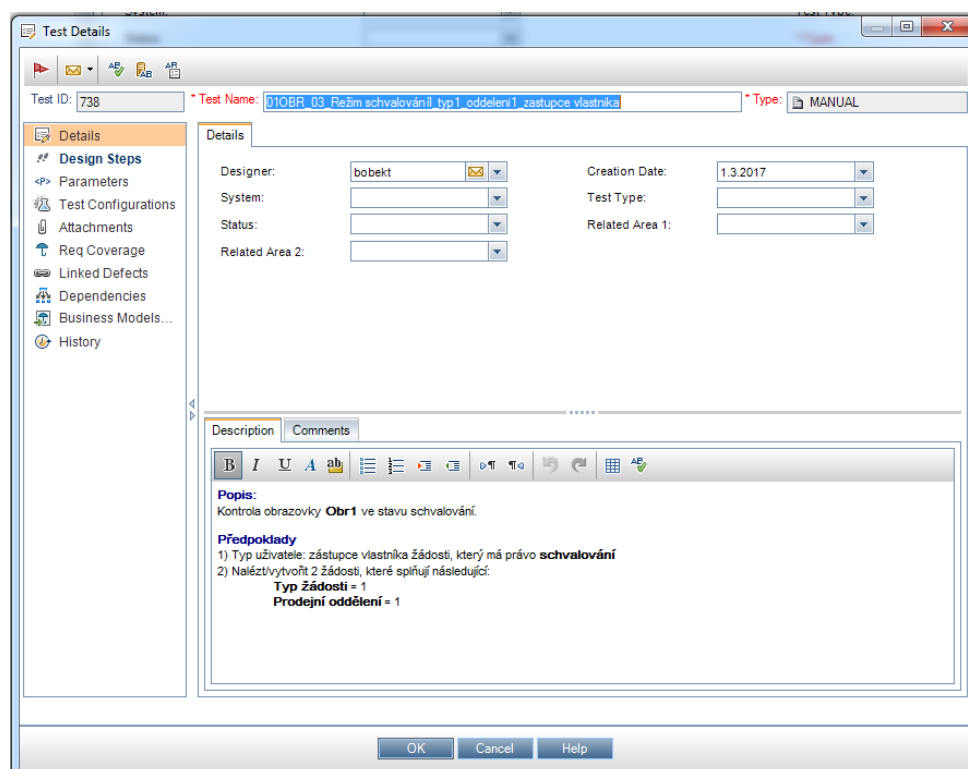 Test Details
Test ID: 738 * Test Name: 01OBR_03_Režim schvalování1_typ1_oddeleni1_zastupce vlastnika * Type: MANUAL
Details
Design Steps
Parameters
Test Configurations
Attachments
Req Coverage
Linked Defects
Dependencies
Business Models...
History
Details
Designer: bobekt Creation Date: 1.3.2017
System: Test Type:
Status: Related Area 1:
Related Area 2:
Description Comments
Popis:
Kontrola obrazovky Obr1 ve stavu schvalování.
Předpoklady
1) Typ uživatele: zástupce vlastníka žádosti, který má právo schvalování
2) Nalézt/vytvořit 2 žádosti, které splňují následující:
Typ žádosti = 1
Prodejní oddělení = 1
OK Cancel Help